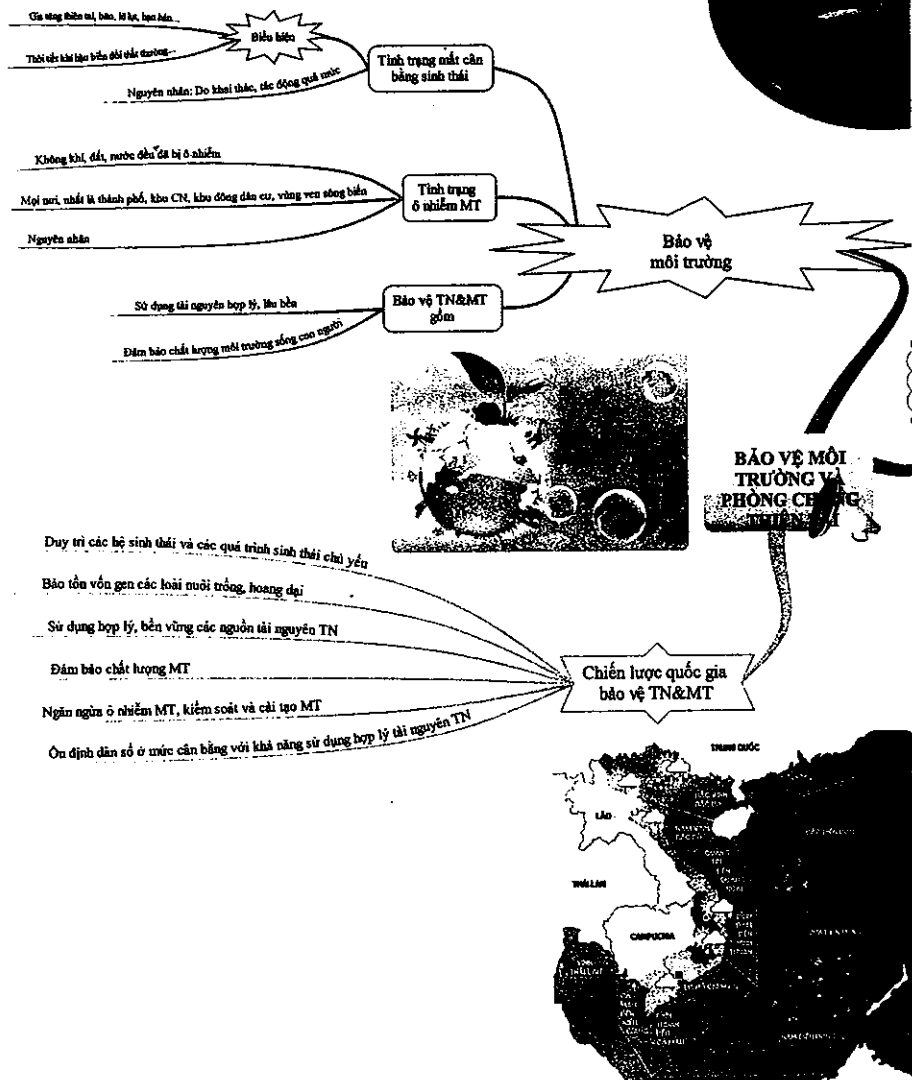 Gia tăng thiên tai, bão, lũ lụt, hạn hán...
Thời tiết khí hậu biến đổi thất thường...
Biểu hiện
Nguyên nhân: Do khai thác, tác động quá mức
Tình trạng mất cân
bằng sinh thái
Không khí, đất, nước đều đã bị ô nhiễm
Mọi nơi, nhất là thành phố, khu CN, khu đông dân cư, vùng ven sông biển
Nguyên nhân
Tình trạng
ô nhiễm MT
Sử dụng tài nguyên hợp lý, lâu bền
Đảm bảo chất lượng môi trường sống con người
Bảo vệ TN&MT
gồm
Bảo vệ
môi trường
BẢO VỆ MÔI
TRƯỜNG VÀ
PHÒNG
Duy trì các hệ sinh thái và các quá trình sinh thái chủ yếu
Bảo tồn vốn gen các loài nuôi trồng, hoang dại
Sử dụng hợp lý, bền vững các nguồn tài nguyên TN
Đảm bảo chất lượng MT
Ngăn ngừa ô nhiễm MT, kiểm soát và cải tạo MT
Ổn định dân số ở mức cân bằng với khả năng sử dụng hợp lý tài nguyên TN
Chiến lược quốc gia
bảo vệ TN&MT
TRUNG QUỐC
LÀO
THÁI LAN
CAMPUCHIA